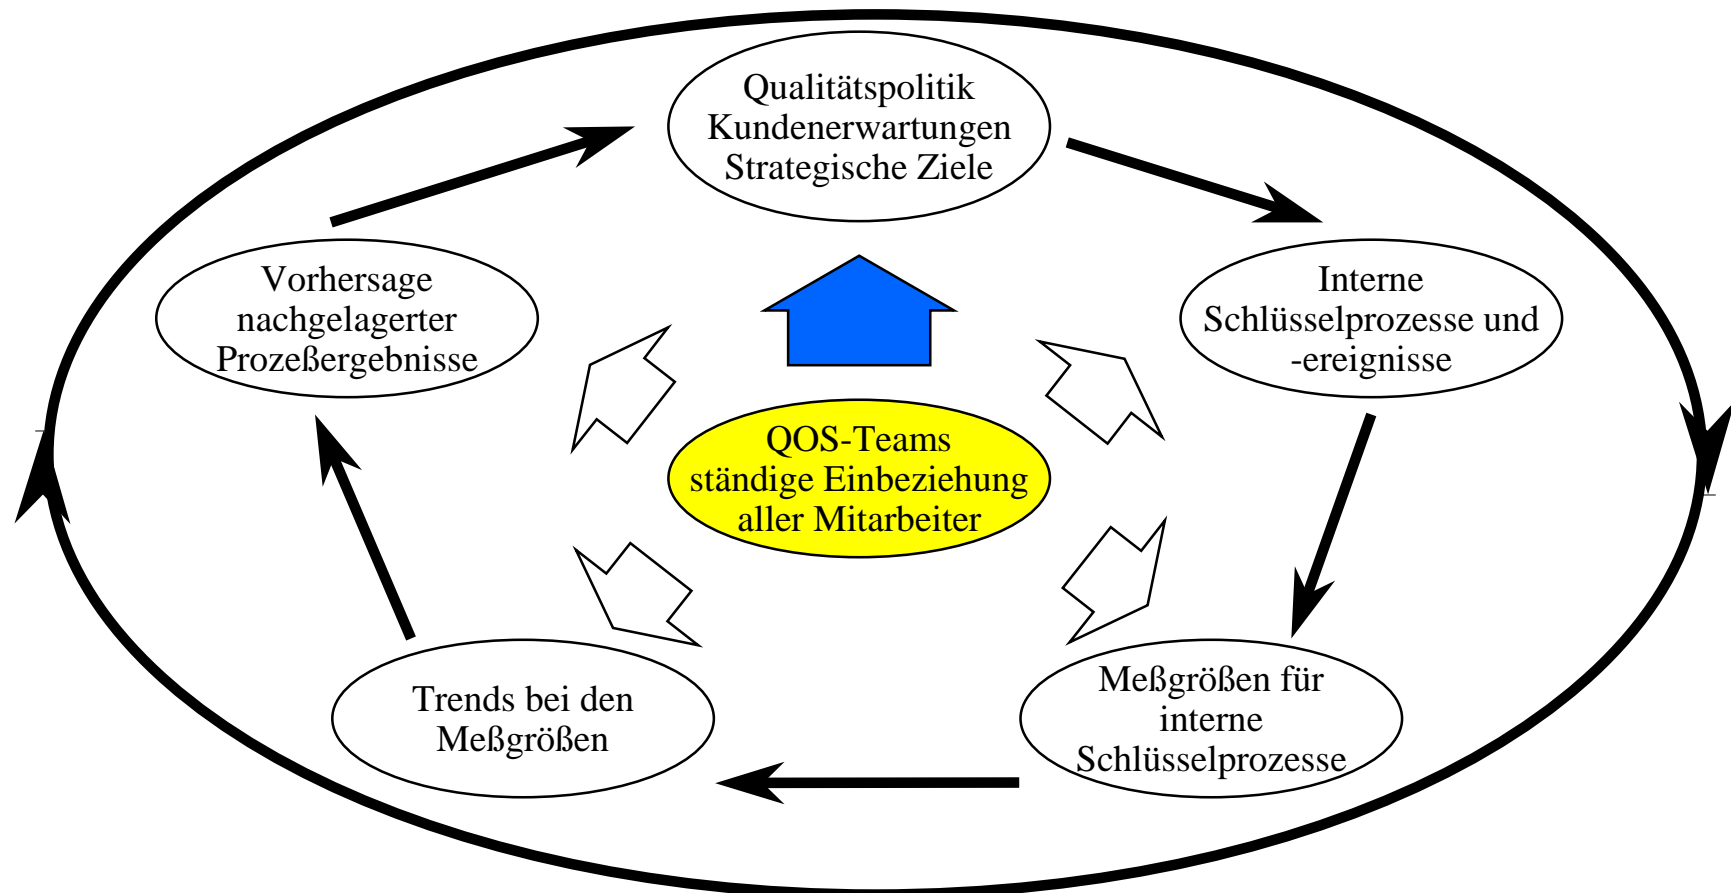 Qualitätspolitik
Kundenerwartungen
Strategische Ziele
Vorhersage
nachgelagerter
Prozeßergebnisse
Interne
Schlüsselprozesse und
-ereignisse
QOS-Teams
ständige Einbeziehung
aller Mitarbeiter
Trends bei den
Meßgrößen
Meßgrößen für
interne
Schlüsselprozesse